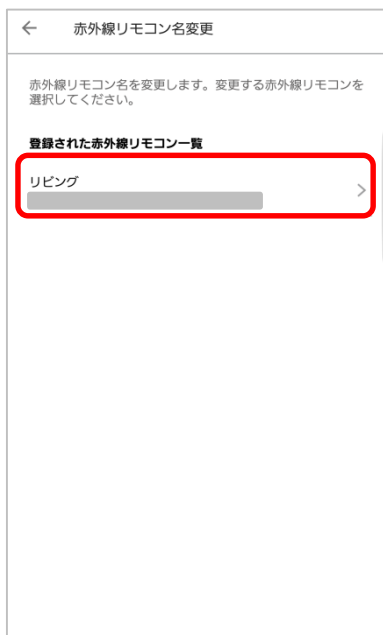 赤外線リモコン名変更
赤外線リモコン名を変更します。変更する赤外線リモコンを
選択してください。
登録された赤外線リモコン一覧
リビング